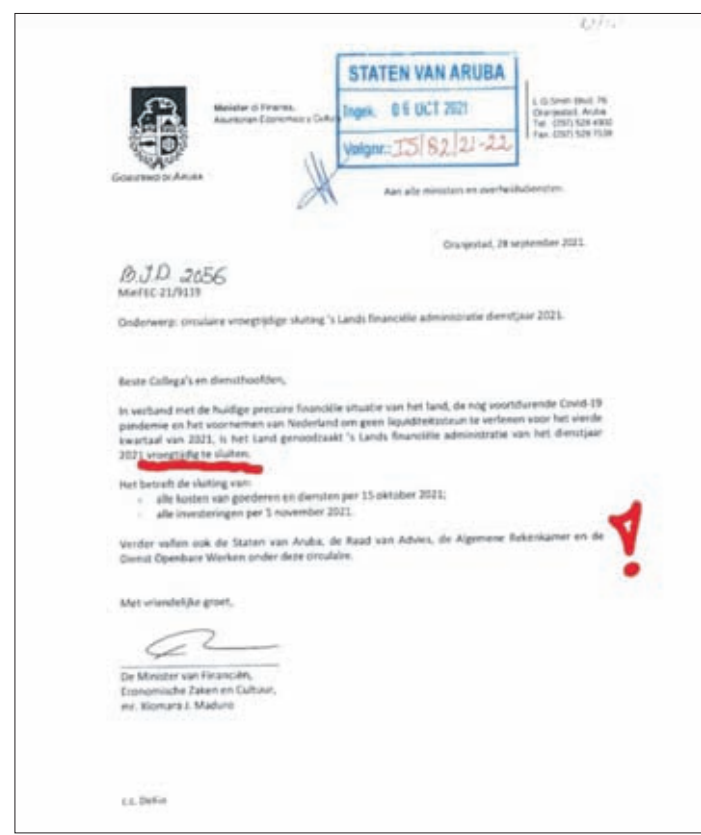 STATEN VAN ARUBA
Ingek. 06 OCT 2021
Volgnr.: IS/82/21-22
Minister di Finanza,
Asuntonan Economico y Cultura
L.G. Smith Blvd. 76
Oranjestad, Aruba
Tel. (297) 528 4900
Fax. (297) 528 7538
GOBIERNO DI ARUBA
Aan alle ministers en overheidsdiensten.
Oranjestad, 28 september 2021.
B.J.D. 2056
MinFEC-21/9119
Onderwerp: circulaire vroegtijdige sluiting 's Lands financiële administratie dienstjaar 2021.
Beste Collega's en diensthoofden,
In verband met de huidige precaire financiële situatie van het land, de nog voortdurende Covid-19
pandemie en het voornemen van Nederland om geen liquiditeitssteun te verlenen voor het vierde
kwartaal van 2021, is het Land genoodzaakt 's Lands financiële administratie van het dienstjaar
2021 vroegtijdig te sluiten.
Het betreft de sluiting van:
- alle kosten van goederen en diensten per 15 oktober 2021;
- alle investeringen per 5 november 2021.
Verder vallen ook de Staten van Aruba, de Raad van Advies, de Algemene Rekenkamer en de
Dienst Openbare Werken onder deze circulaire.
!
Met vriendelijke groet,
De Minister van Financiën,
Economische Zaken en Cultuur,
mr. Xiomara J. Maduro
c.c. DeFin